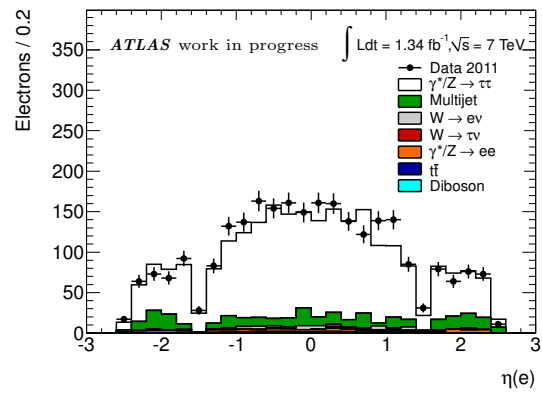 Electrons / 0.2
350
300
250
200
150
100
50
0
ATLAS work in progress
∫ Ldt = 1.34 fb⁻¹,√s = 7 TeV
Data 2011
γ*/Z → ττ
Multijet
W → eν
W → τν
γ*/Z → ee
tt̄
Diboson
-3 -2 -1 0 1 2 3
η(e)